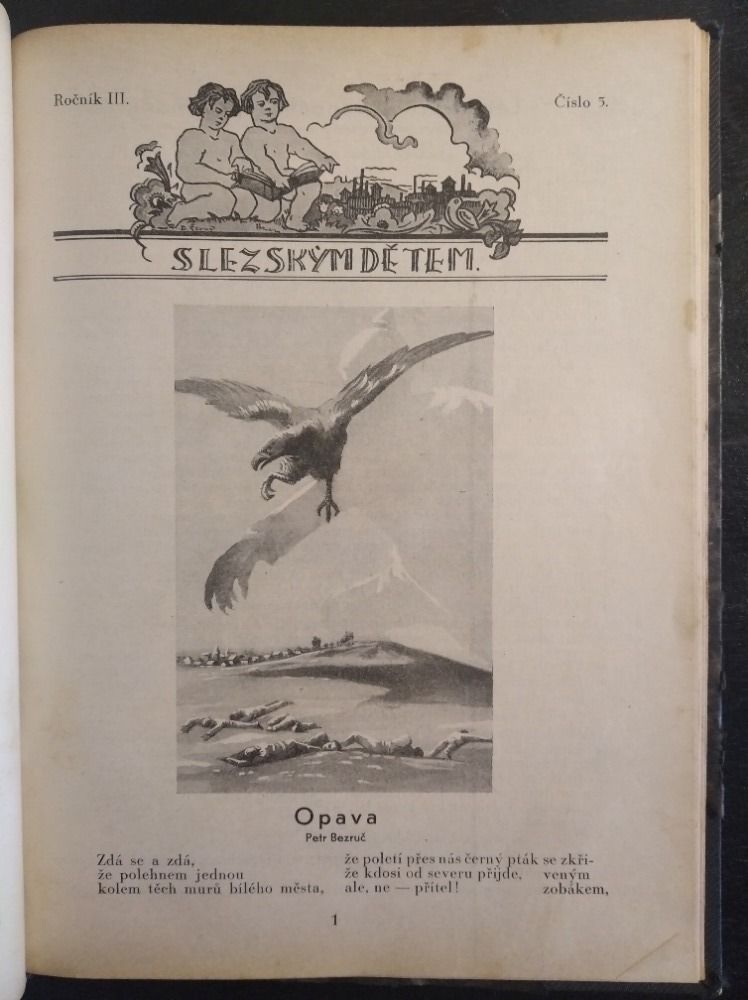 Ročník III.
Číslo 3.
SLEZSKÝM DĚTEM.
Opava
Petr Bezruč
Zdá se a zdá,
že polehnem jednou
kolem těch murů bílého města,
že poletí přes nás černý pták se zkři-
veným
zobákem,
že kdosi od severu přijde,
ale, ne — přítel!
1